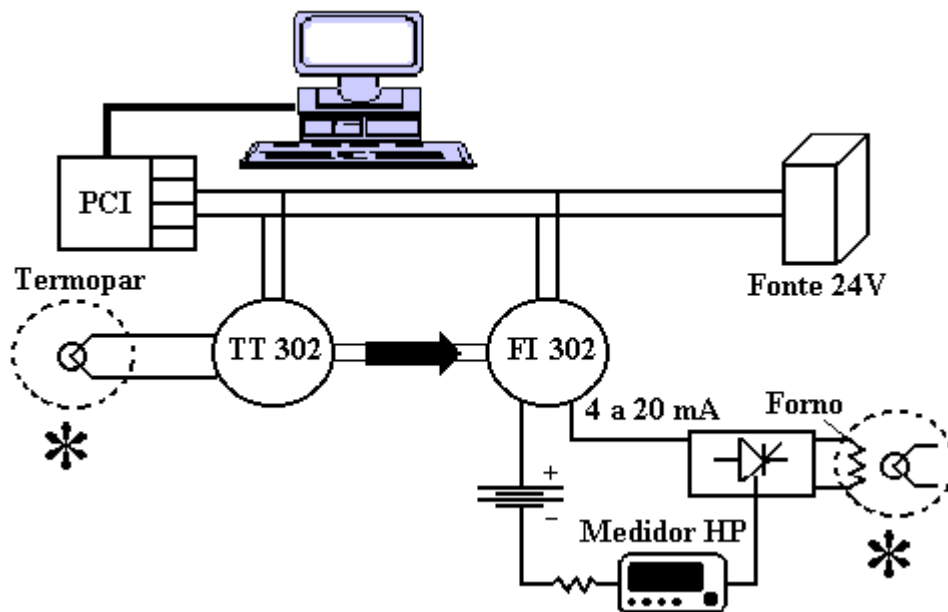 PCI
Termopar
Fonte 24V
TT 302
FI 302
4 a 20 mA
Forno
+
−
Medidor HP
*
*